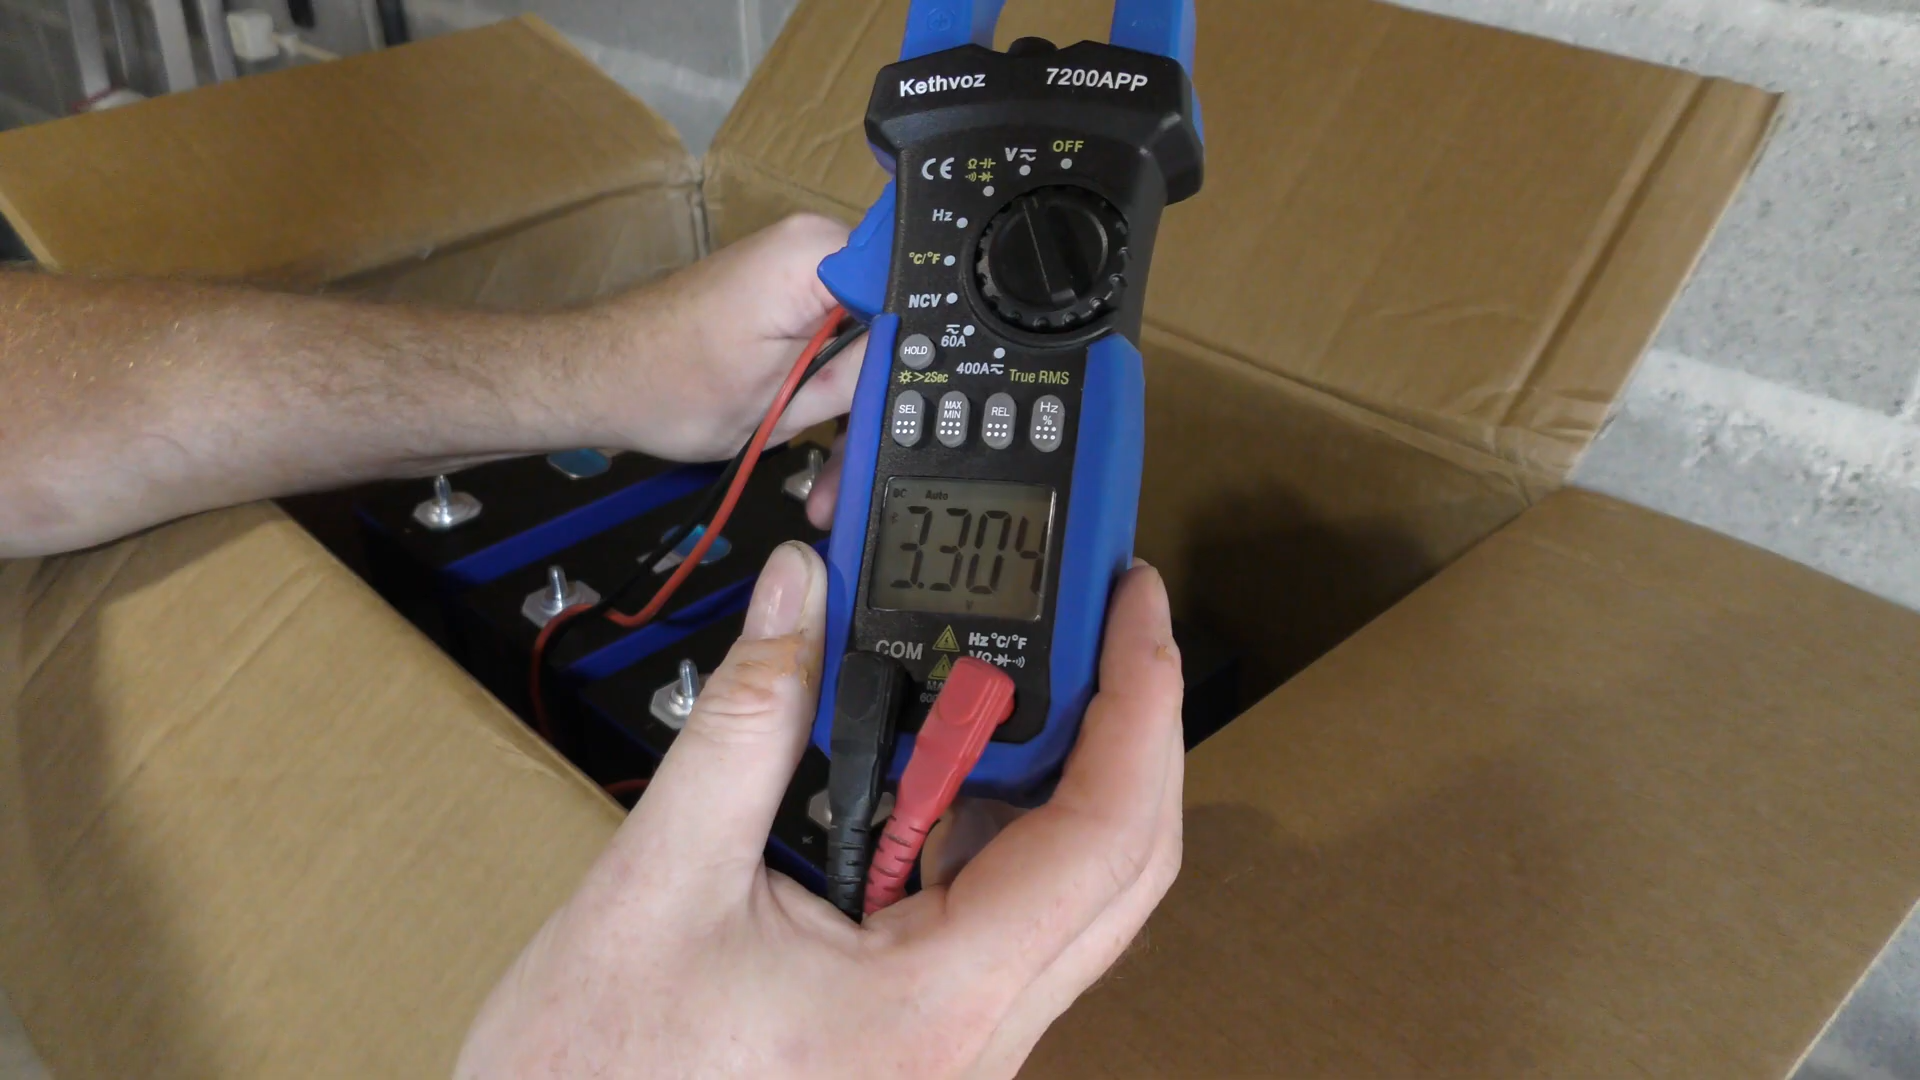 Kethvoz 7200APP
OFF
V
CE Ω
Hz
°C/°F
NCV
60A
HOLD
400A
>2Sec True RMS
SEL MAX MIN REL Hz %
DC Auto
3.304
V
COM Hz °C/°F
VΩ